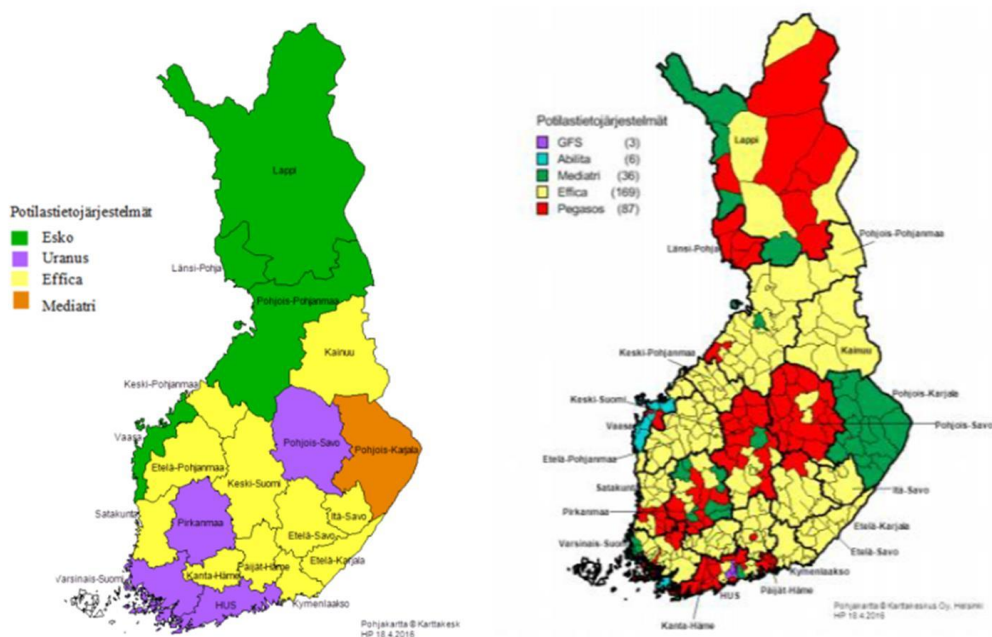 Potilastietojärjestelmät
Esko
Uranus
Effica
Mediatri
Lappi
Länsi-Pohja
Pohjois-Pohjanmaa
Kainuu
Keski-Pohjanmaa
Vaasa
Pohjois-Savo
Pohjois-Karjala
Etelä-Pohjanmaa
Keski-Suomi
Satakunta
Pirkanmaa
Itä-Savo
Etelä-Savo
Etelä-Karjala
Päijät-Häme
Kanta-Häme
Varsinais-Suomi
HUS
Kymenlaakso
Pohjakartta © Karttakesk
HP 18.4.2016
Potilastietojärjestelmät
GFS (3)
Abilita (6)
Mediatri (36)
Effica (169)
Pegasos (87)
Lappi
Länsi-Pohja
Pohjois-Pohjanmaa
Keski-Pohjanmaa
Kainuu
Keski-Suomi
Pohjois-Karjala
Vaasa
Pohjois-Savo
Etelä-Pohjanmaa
Satakunta
Itä-Savo
Pirkanmaa
Etelä-Karjala
Varsinais-Suomi
Etelä-Savo
Kymenlaakso
HUS
Päijät-Häme
Kanta-Häme
Pohjakartta © Karttakeskus Oy, Helsinki
HP 18.4.2016